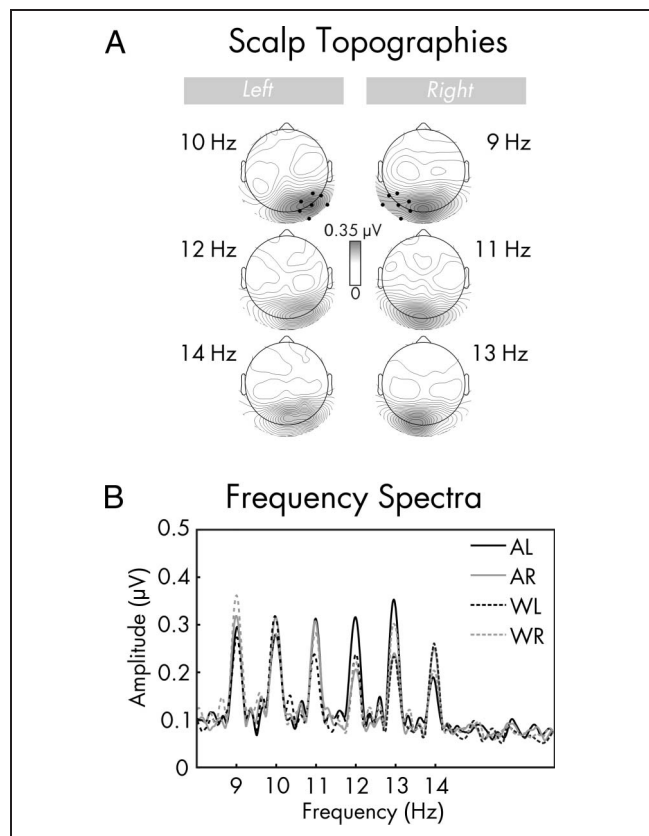 A Scalp Topographies
Left Right
10 Hz 9 Hz
0.35 µV
12 Hz 11 Hz
0
14 Hz 13 Hz
B Frequency Spectra
0.5
0.4
0.3
0.2
0.1
0
Amplitude (µV)
AL
AR
WL
WR
9 10 11 12 13 14
Frequency (Hz)